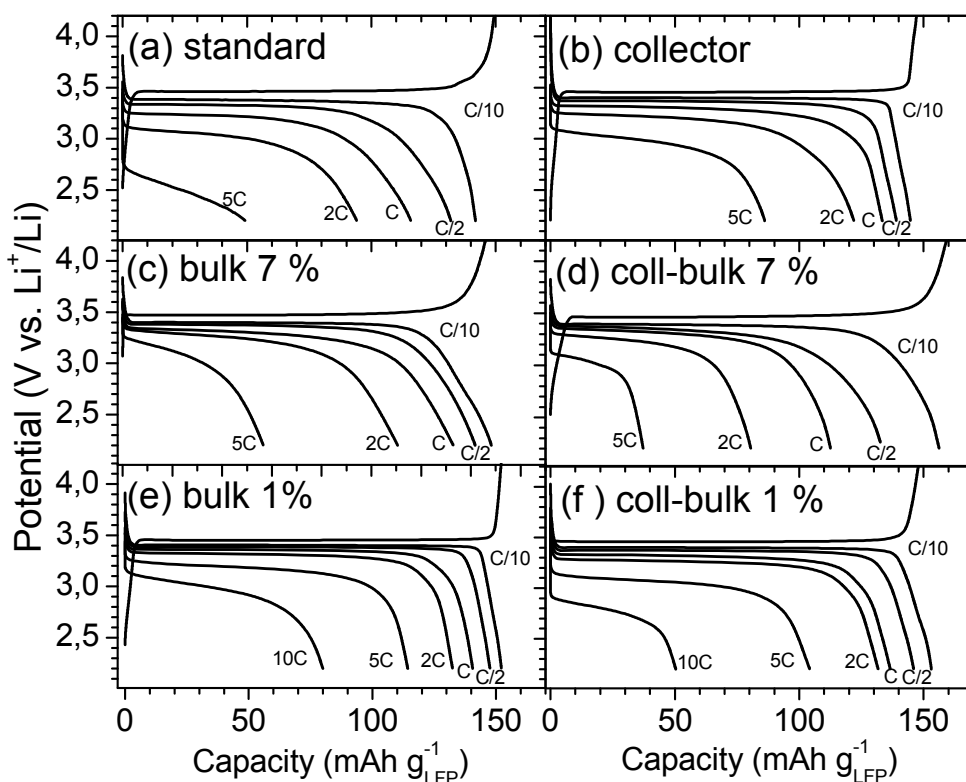 4,0
3,5
3,0
2,5
(a) standard
C/10
5C
2C
C
C/2
(b) collector
C/10
5C
2C
C
C/2
4,0
3,5
3,0
2,5
(c) bulk 7 %
C/10
5C
2C
C
C/2
(d) coll-bulk 7 %
C/10
5C
2C
C
C/2
4,0
3,5
3,0
2,5
(e) bulk 1%
C/10
10C
5C
2C
C
C/2
(f ) coll-bulk 1 %
C/10
10C
5C
2C
C
C/2
Potential (V vs. Li⁺/Li)
0 50 100 150
0 50 100 150
Capacity (mAh g⁻¹LFP)
Capacity (mAh g⁻¹LFP)